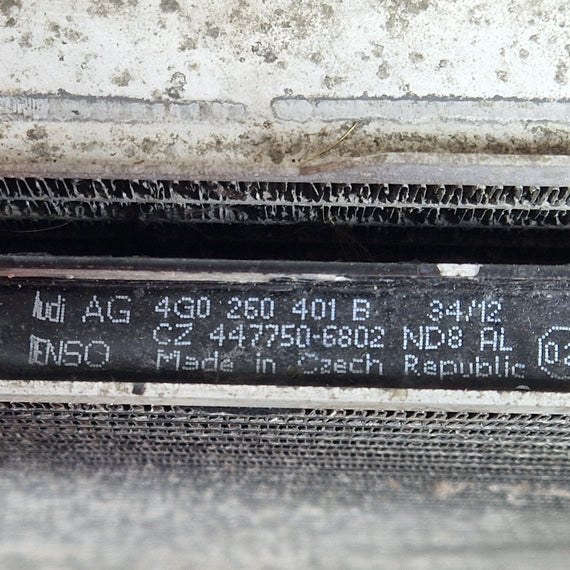 Audi AG 4G0 260 401 B 34/12
CZ 447750-6802 ND8 AL
DENSO Made in Czech Republic